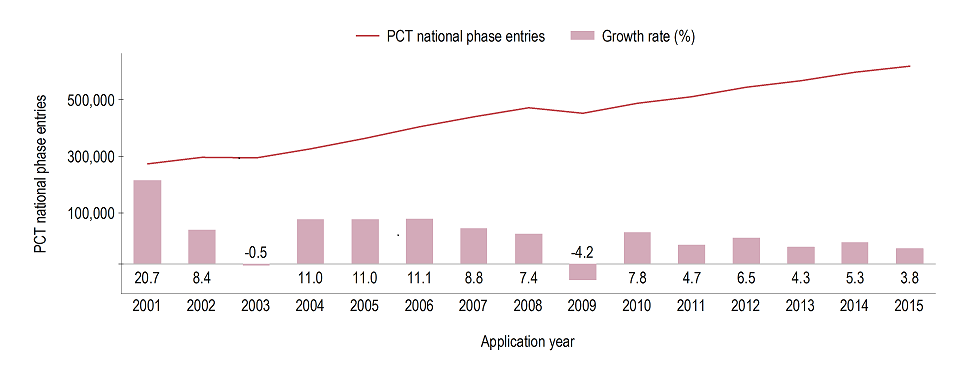 PCT national phase entries Growth rate (%)
PCT national phase entries
500,000
300,000
100,000
-0.5 -4.2
20.7 8.4 11.0 11.0 11.1 8.8 7.4 7.8 4.7 6.5 4.3 5.3 3.8
2001 2002 2003 2004 2005 2006 2007 2008 2009 2010 2011 2012 2013 2014 2015
Application year